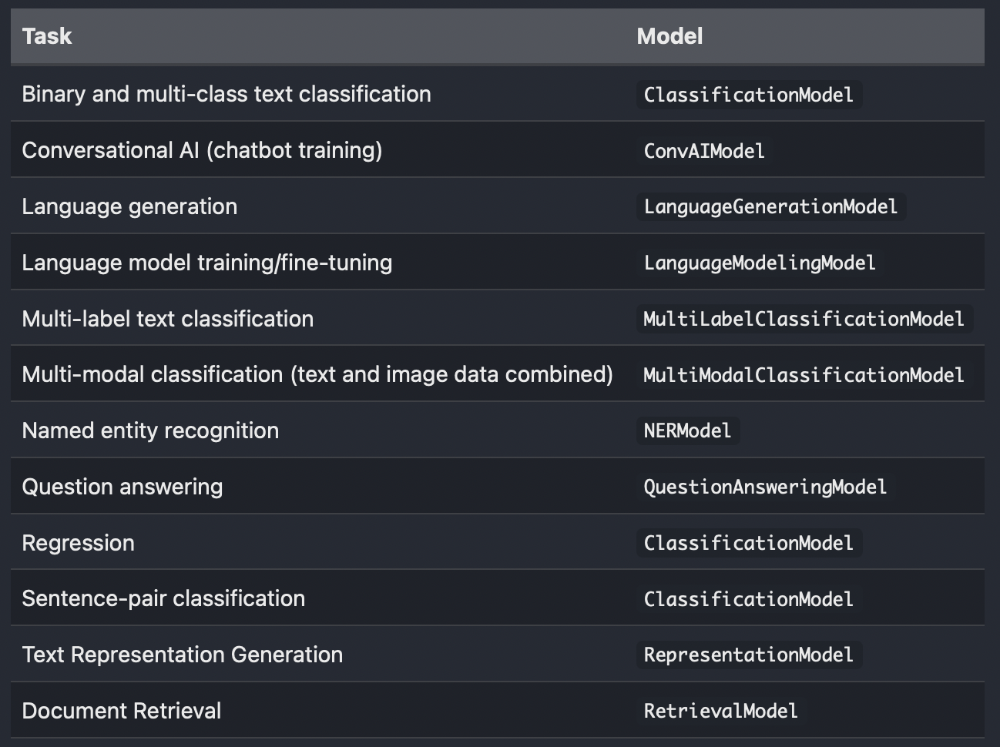 Task Model
Binary and multi-class text classification ClassificationModel
Conversational AI (chatbot training) ConvAIModel
Language generation LanguageGenerationModel
Language model training/fine-tuning LanguageModelingModel
Multi-label text classification MultiLabelClassificationModel
Multi-modal classification (text and image data combined) MultiModalClassificationModel
Named entity recognition NERModel
Question answering QuestionAnsweringModel
Regression ClassificationModel
Sentence-pair classification ClassificationModel
Text Representation Generation RepresentationModel
Document Retrieval RetrievalModel